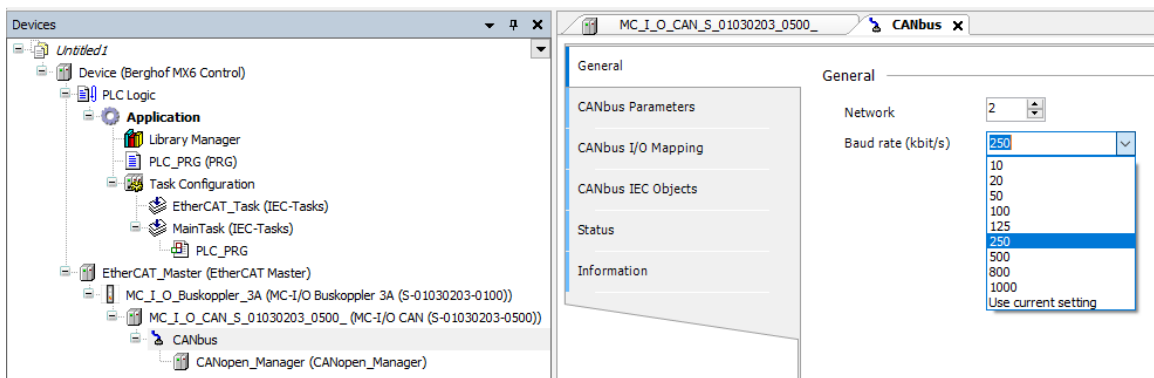 Devices
Untitled1
Device (Berghof MX6 Control)
PLC Logic
Application
Library Manager
PLC_PRG (PRG)
Task Configuration
EtherCAT_Task (IEC-Tasks)
MainTask (IEC-Tasks)
PLC_PRG
EtherCAT_Master (EtherCAT Master)
MC_I_O_Buskoppler_3A (MC-I/O Buskoppler 3A (S-01030203-0100))
MC_I_O_CAN_S_01030203_0500_ (MC-I/O CAN (S-01030203-0500))
CANbus
CANopen_Manager (CANopen_Manager)
MC_I_O_CAN_S_01030203_0500_
CANbus
General
CANbus Parameters
CANbus I/O Mapping
CANbus IEC Objects
Status
Information
General
Network 2
Baud rate (kbit/s) 250
10
20
50
100
125
250
500
800
1000
Use current setting